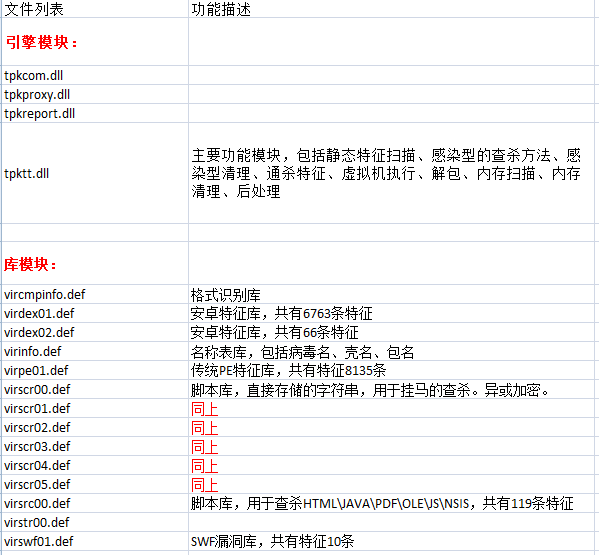 文件列表 功能描述
引擎模块：
tpkcom.dll
tpkproxy.dll
tpkreport.dll
tpktt.dll 主要功能模块，包括静态特征扫描、感染型的查杀方法、感
染型清理、通杀特征、虚拟机执行、解包、内存扫描、内存
清理、后处理
库模块：
vircmpinfo.def 格式识别库
virdex01.def 安卓特征库，共有6763条特征
virdex02.def 安卓特征库，共有66条特征
virinfo.def 名称表库，包括病毒名、壳名、包名
virpe01.def 传统PE特征库，共有特征8135条
virscr00.def 脚本库，直接存储的字符串，用于挂马的查杀。异或加密。
virscr01.def 同上
virscr02.def 同上
virscr03.def 同上
virscr04.def 同上
virscr05.def 同上
virsrc00.def 脚本库，用于查杀HTML\JAVA\PDF\OLE\JS\NSIS，共有119条特征
virstr00.def
virswf01.def SWF漏洞库，共有特征10条